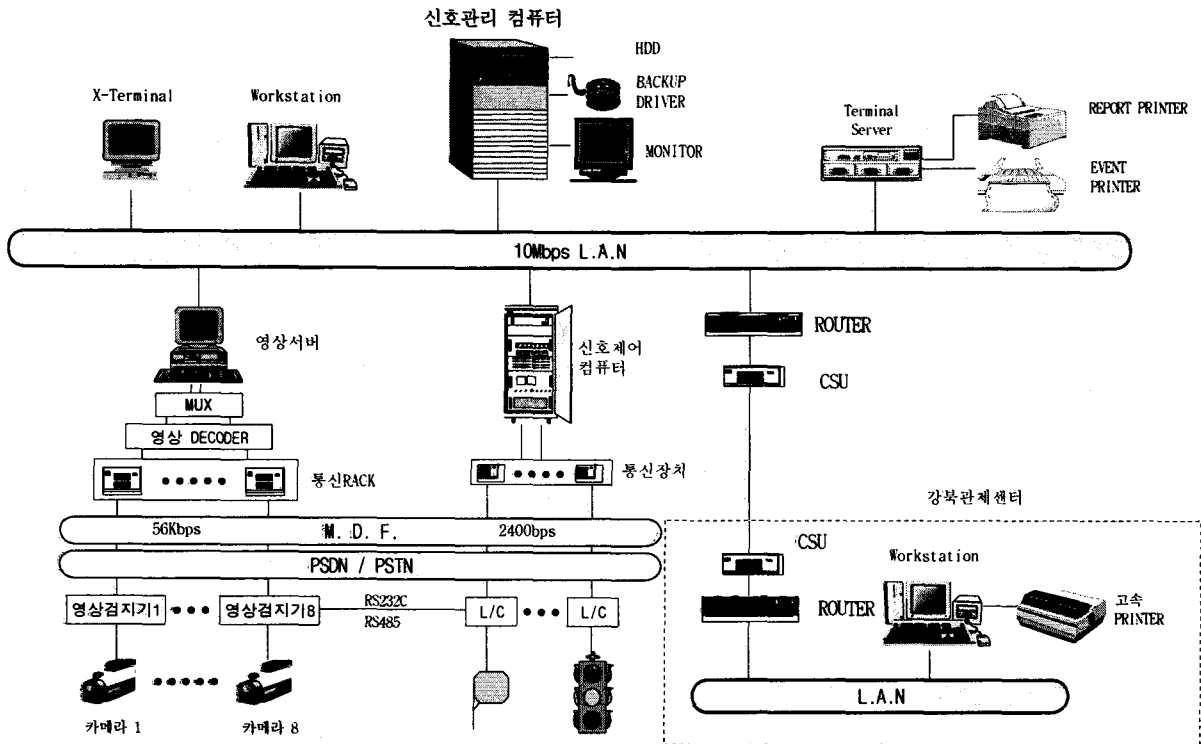 신호관리 컴퓨터
HDD
BACKUP
DRIVER
MONITOR
X-Terminal
Workstation
Terminal
Server
REPORT PRINTER
EVENT
PRINTER
10Mbps L.A.N
영상서버
MUX
영상 DECODER
통신RACK
신호제어
컴퓨터
통신장치
ROUTER
CSU
강북관제센터
56Kbps
M. D. F.
2400bps
PSDN / PSTN
영상검지기1
영상검지기8
RS232C
RS485
L/C
L/C
카메라 1
카메라 8
CSU
ROUTER
Workstation
고속
PRINTER
L.A.N